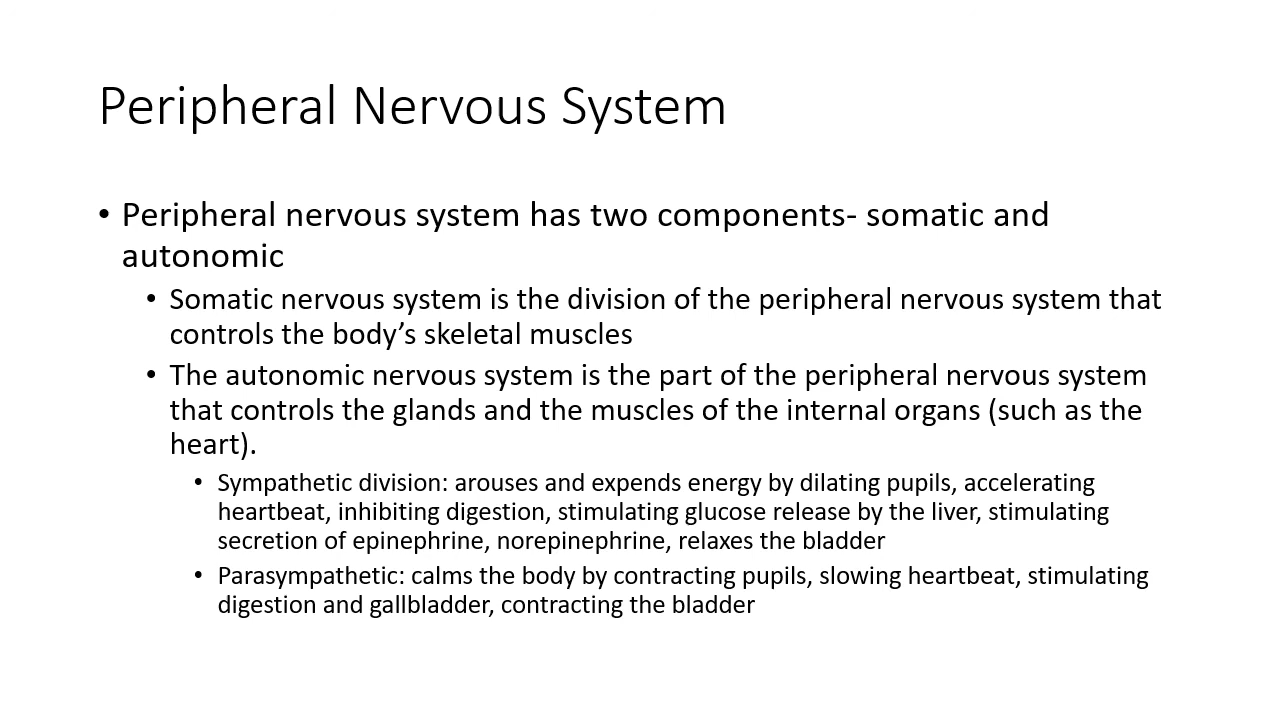 Peripheral Nervous System
• Peripheral nervous system has two components- somatic and
autonomic
• Somatic nervous system is the division of the peripheral nervous system that
controls the body’s skeletal muscles
• The autonomic nervous system is the part of the peripheral nervous system
that controls the glands and the muscles of the internal organs (such as the
heart).
• Sympathetic division: arouses and expends energy by dilating pupils, accelerating
heartbeat, inhibiting digestion, stimulating glucose release by the liver, stimulating
secretion of epinephrine, norepinephrine, relaxes the bladder
• Parasympathetic: calms the body by contracting pupils, slowing heartbeat, stimulating
digestion and gallbladder, contracting the bladder